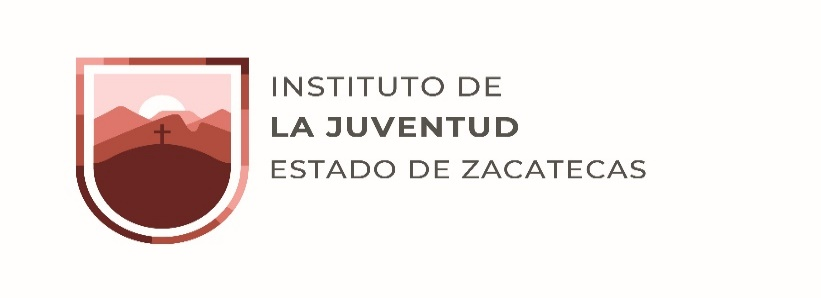 INSTITUTO DE
LA JUVENTUD
ESTADO DE ZACATECAS